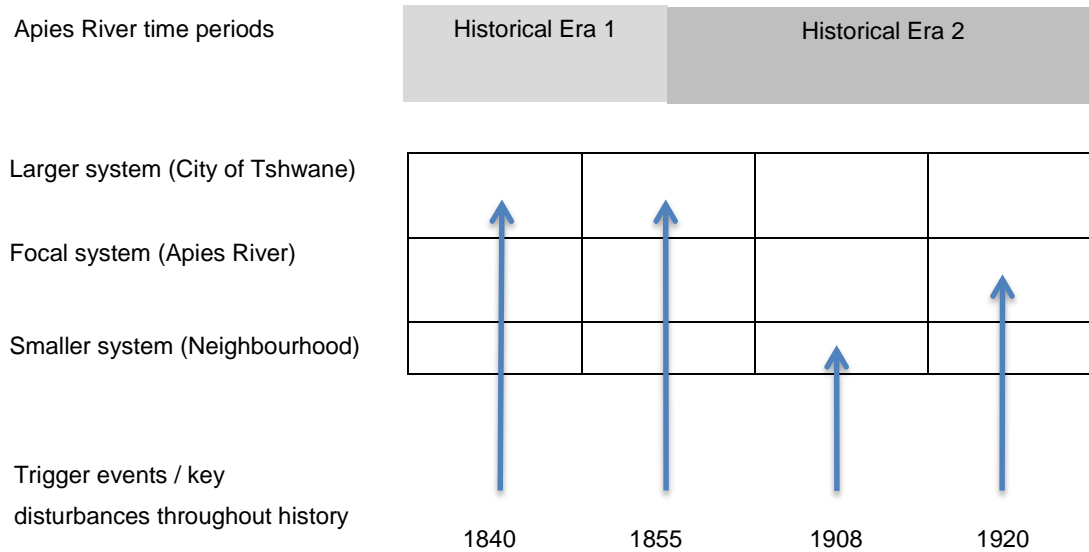 Apies River time periods
Historical Era 1
Historical Era 2
Larger system (City of Tshwane)
Focal system (Apies River)
Smaller system (Neighbourhood)
Trigger events / key
disturbances throughout history
1840
1855
1908
1920